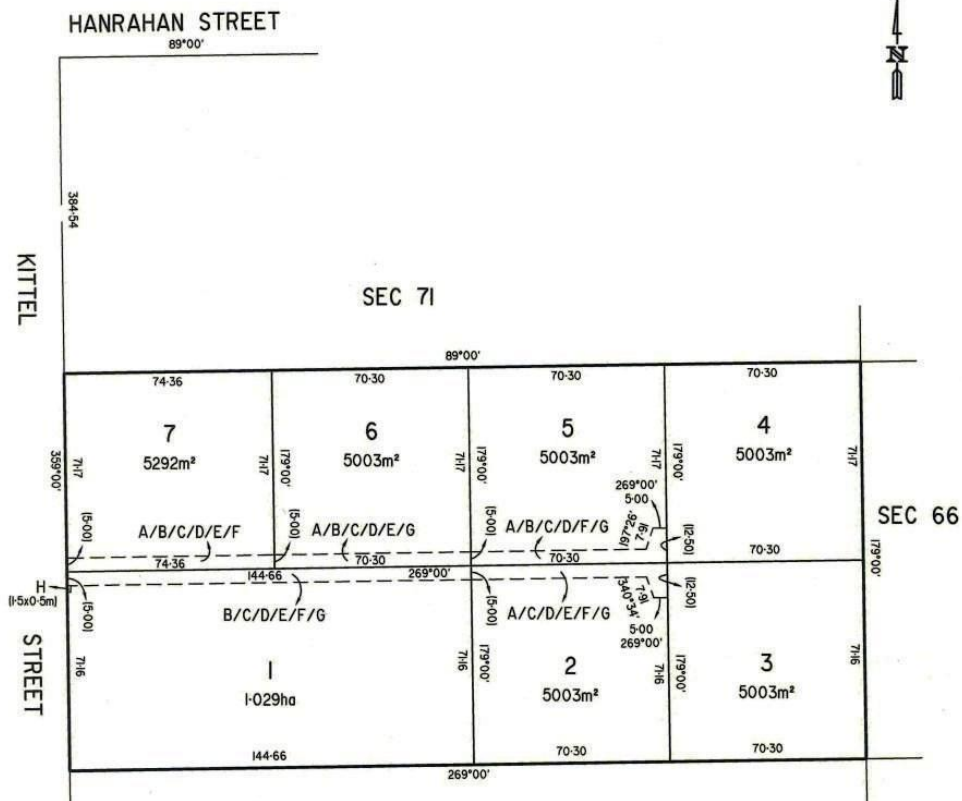 HANRAHAN STREET
89°00'
N
384·54
KITTEL
SEC 71
89°00'
74·36
70·30
70·30
70·30
7
5292m²
6
5003m²
5
5003m²
4
5003m²
359°00'
71·17
71·17
179°00'
71·17
179°00'
71·17
179°00'
71·17
269°00'
5·00
197°26'
7·91
(5·00)
A/B/C/D/E/F
(5·00)
A/B/C/D/E/G
(5·00)
A/B/C/D/F/G
(12·50)
SEC 66
179°00'
74·36
70·30
70·30
144·66
269°00'
H
(1·5x0·5m)
(5·00)
B/C/D/E/F/G
(5·00)
A/C/D/E/F/G
7·91
340°34'
(12·50)
5·00
269°00'
STREET
71·16
1
1·029ha
71·16
179°00'
2
5003m²
71·16
179°00'
3
5003m²
71·16
144·66
70·30
70·30
269°00'